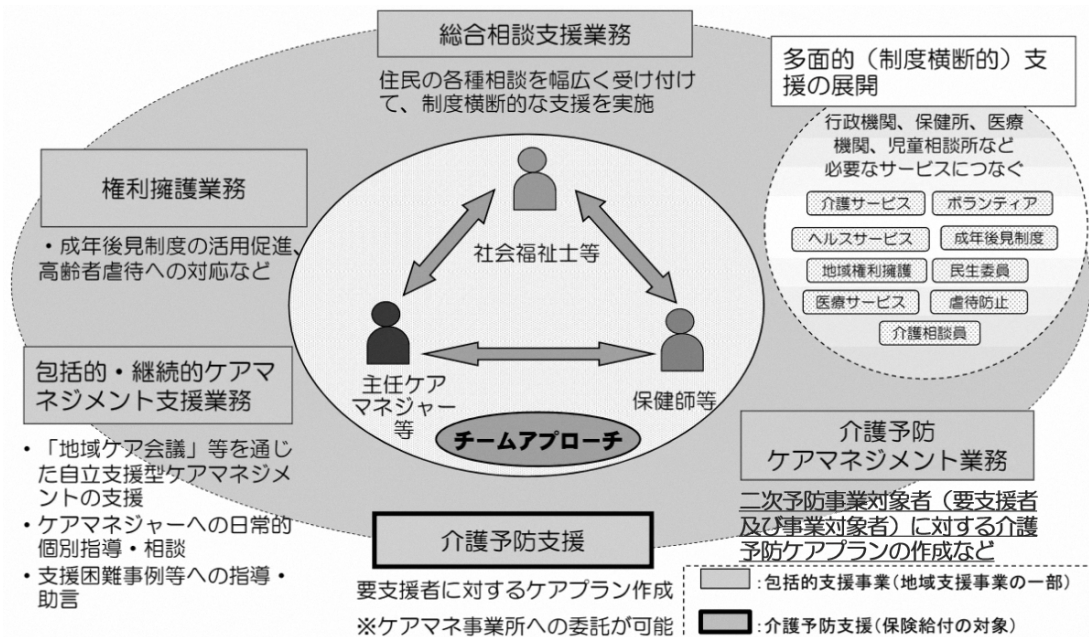 総合相談支援業務
住民の各種相談を幅広く受け付け
て、制度横断的な支援を実施
多面的（制度横断的）支
援の展開
行政機関、保健所、医療
機関、児童相談所など
必要なサービスにつなぐ
介護サービス
ボランティア
ヘルスサービス
成年後見制度
地域権利擁護
民生委員
医療サービス
虐待防止
介護相談員
権利擁護業務
・成年後見制度の活用促進、
高齢者虐待への対応など
社会福祉士等
主任ケア
マネジャー
等
保健師等
チームアプローチ
包括的・継続的ケアマ
ネジメント支援業務
・「地域ケア会議」等を通じ
た自立支援型ケアマネジメ
ントの支援
・ケアマネジャーへの日常的
個別指導・相談
・支援困難事例等への指導・
助言
介護予防
ケアマネジメント業務
二次予防事業対象者（要支援者
及び事業対象者）に対する介護
予防ケアプランの作成など
介護予防支援
要支援者に対するケアプラン作成
※ケアマネ事業所への委託が可能
：包括的支援事業（地域支援事業の一部）
：介護予防支援（保険給付の対象）